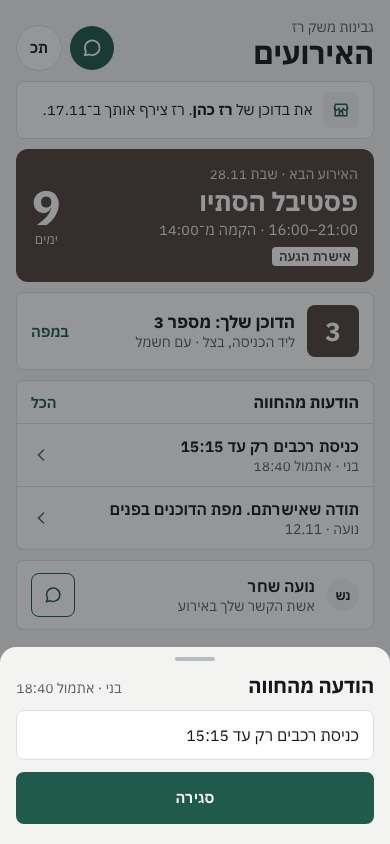 גבינות משק רז
האירועים
תכ
את בדוכן של רז כהן. רז צירף אותך ב־17.11.
האירוע הבא · שבת 28.11
פסטיבל הסתיו
16:00–21:00 · הקמה מ־14:00
אישרת הגעה
9
ימים
3
הדוכן שלך: מספר 3
ליד הכניסה, בצל · עם חשמל
במפה
הודעות מהחווה
הכל
כניסת רכבים רק עד 15:15
בני · אתמול 18:40
תודה שאישרתם. מפת הדוכנים בפנים
נועה · 12.11
נש
נועה שחר
אשת הקשר שלך באירוע
הודעה מהחווה
בני · אתמול 18:40
כניסת רכבים רק עד 15:15
סגירה